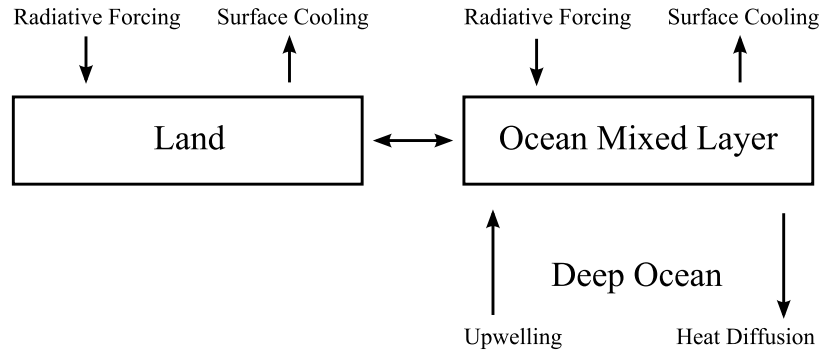 Radiative Forcing
Surface Cooling
Radiative Forcing
Surface Cooling
Land
Ocean Mixed Layer
Deep Ocean
Upwelling
Heat Diffusion